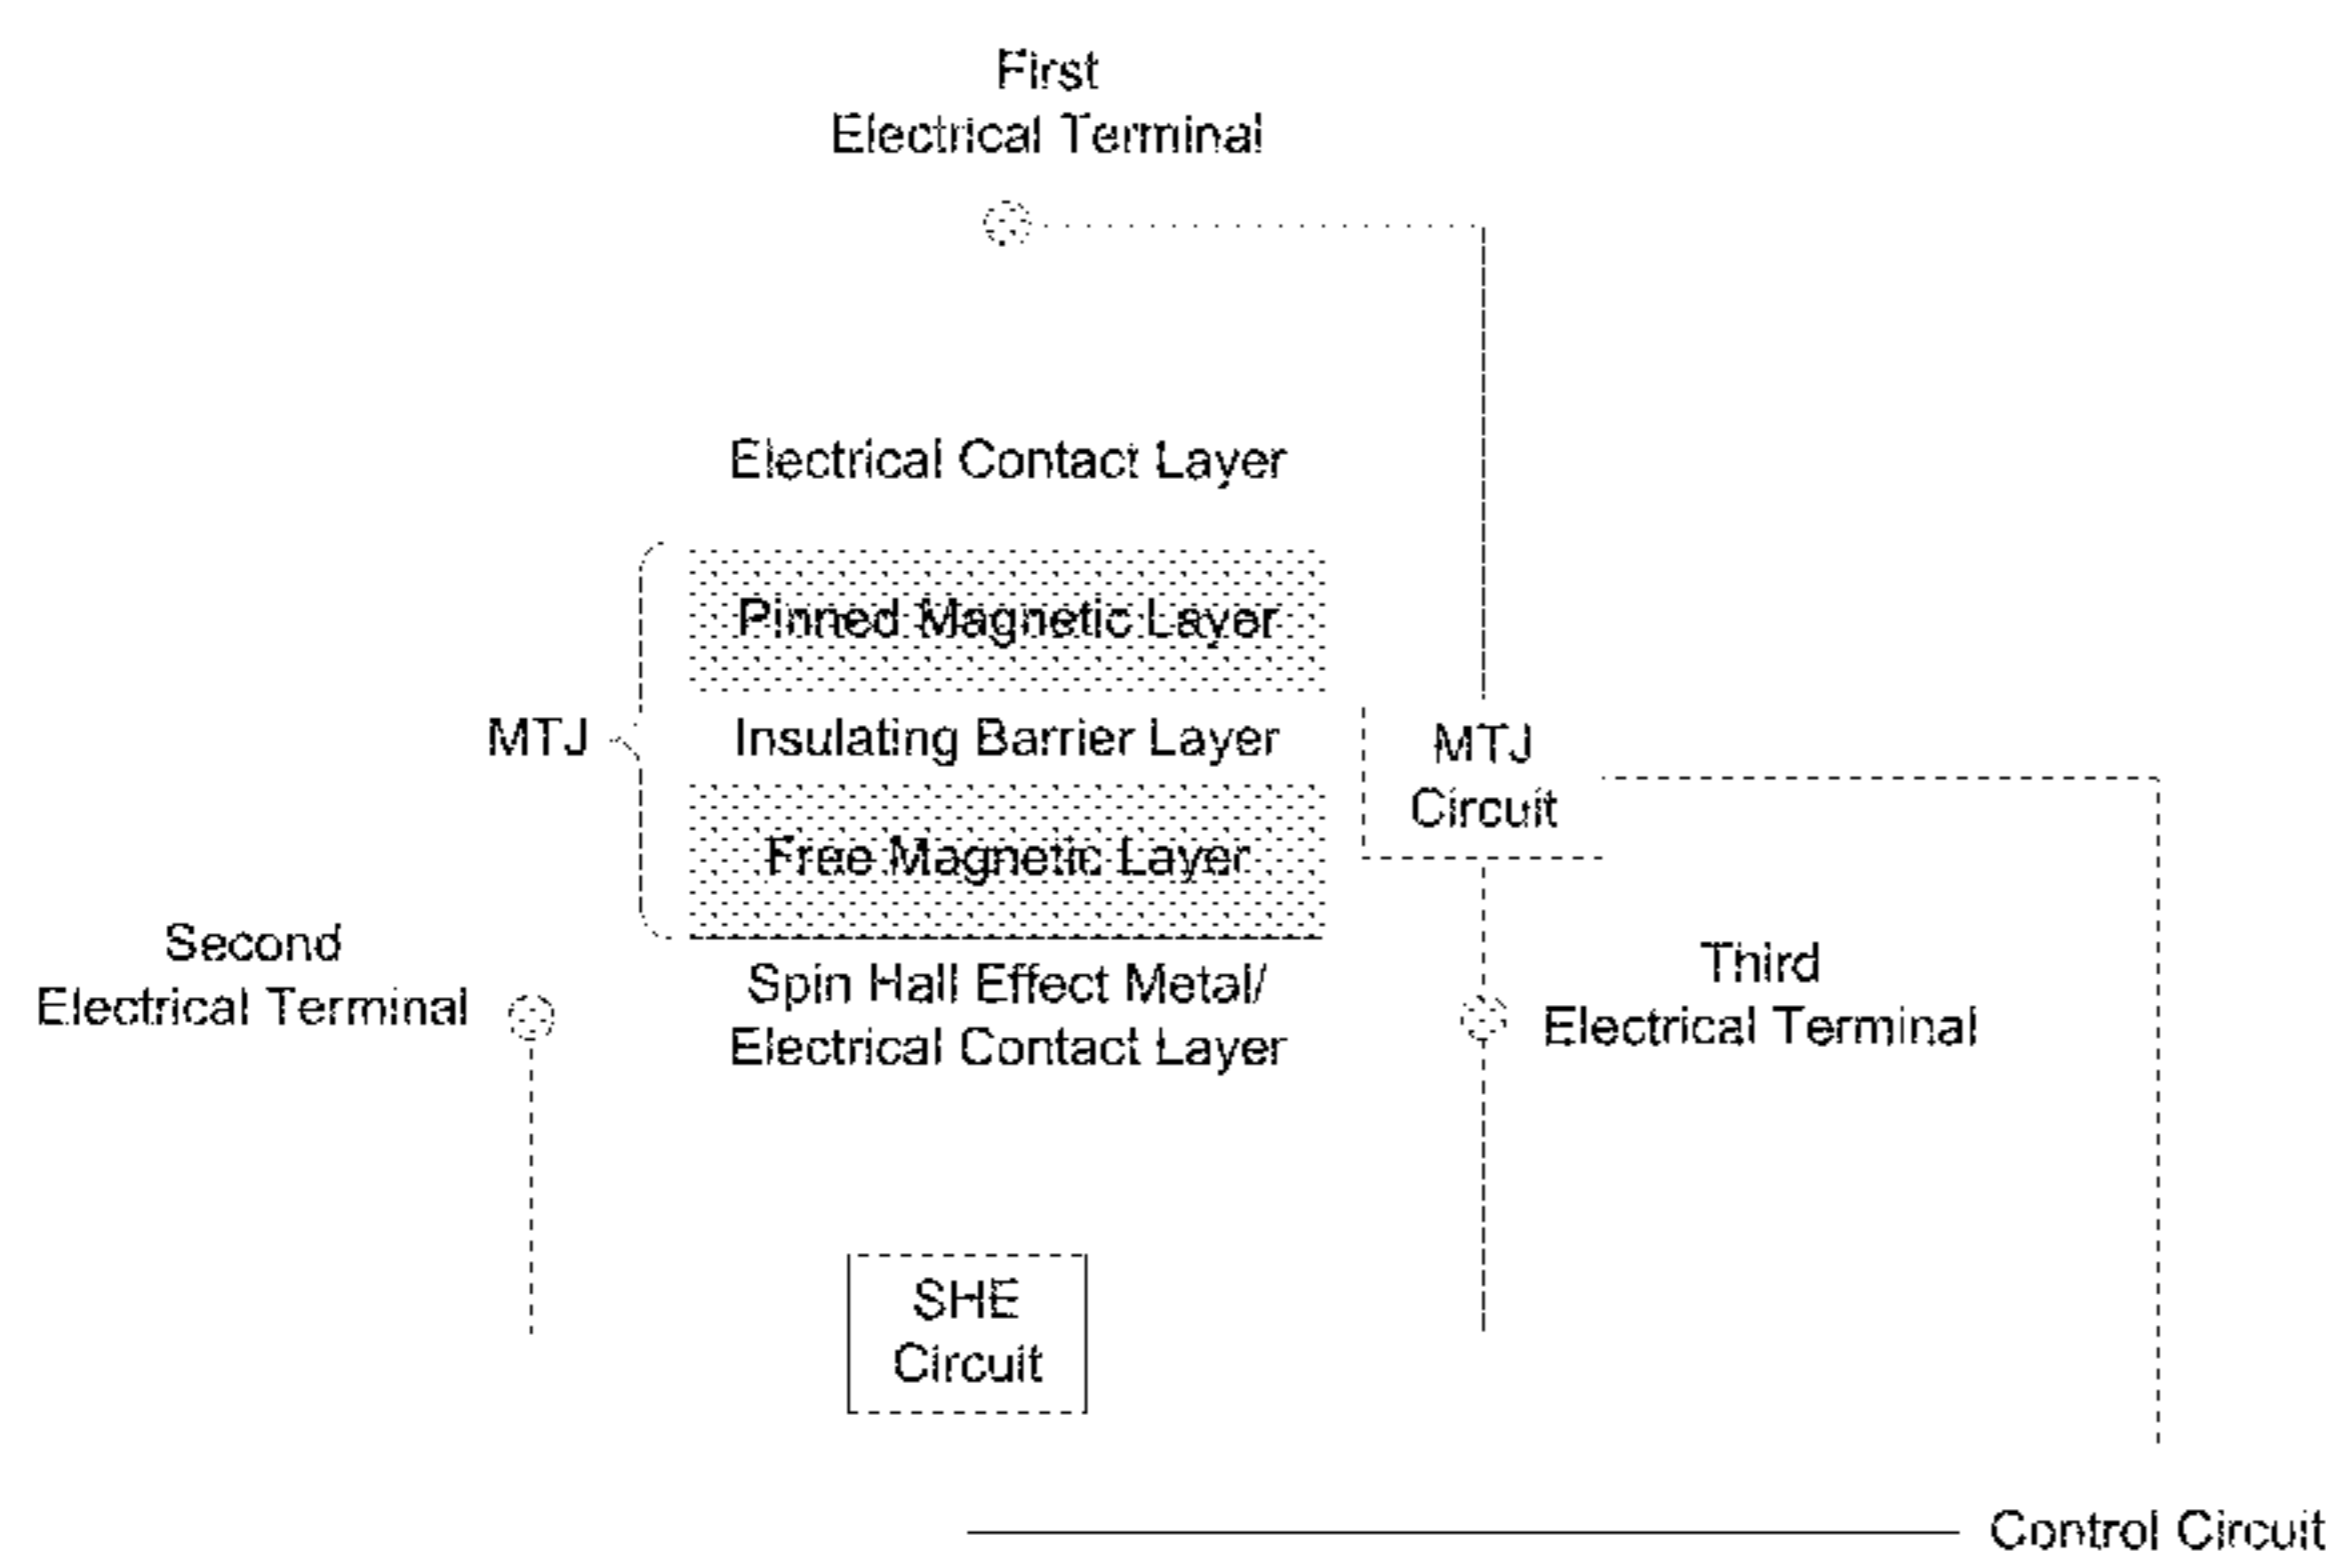 First
Electrical Terminal
Electrical Contact Layer
Pinned Magnetic Layer
MTJ
Insulating Barrier Layer
MTJ
Circuit
Free Magnetic Layer
Second
Electrical Terminal
Spin Hall Effect Metal/
Electrical Contact Layer
Third
Electrical Terminal
SHE
Circuit
Control Circuit